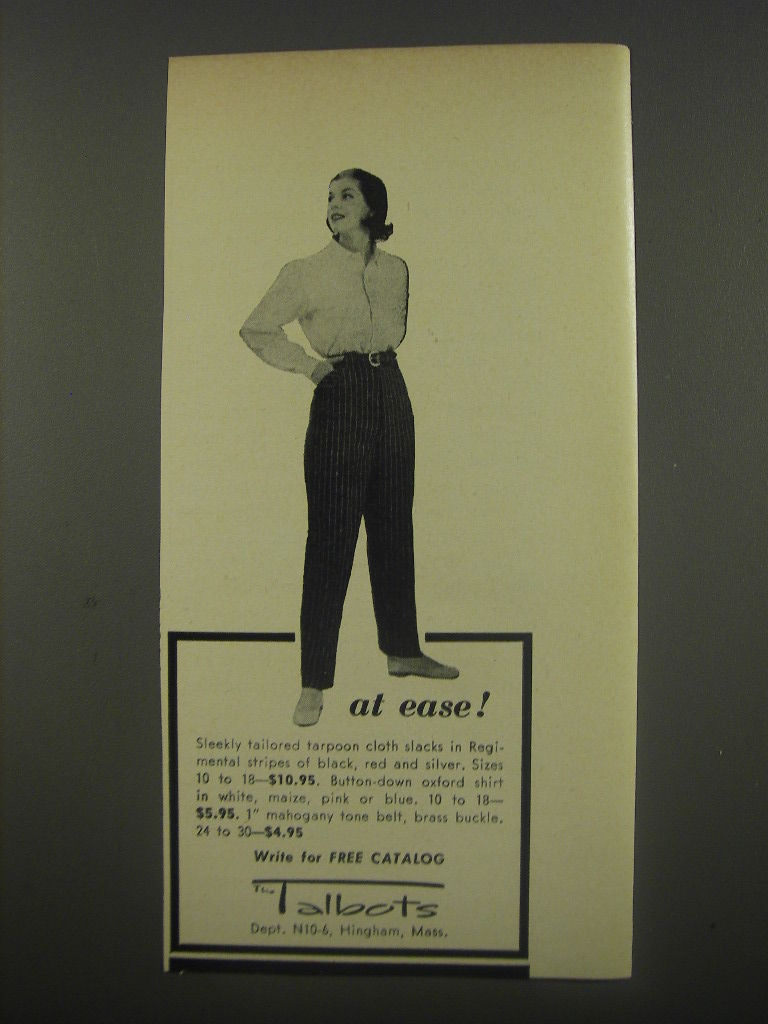 at ease!
Sleekly tailored tarpoon cloth slacks in Regi-
mental stripes of black, red and silver. Sizes
10 to 18—$10.95. Button-down oxford shirt
in white, maize, pink or blue. 10 to 18—
$5.95. 1" mahogany tone belt, brass buckle.
24 to 30—$4.95
Write for FREE CATALOG
The Talbots
Dept. N10-6, Hingham, Mass.